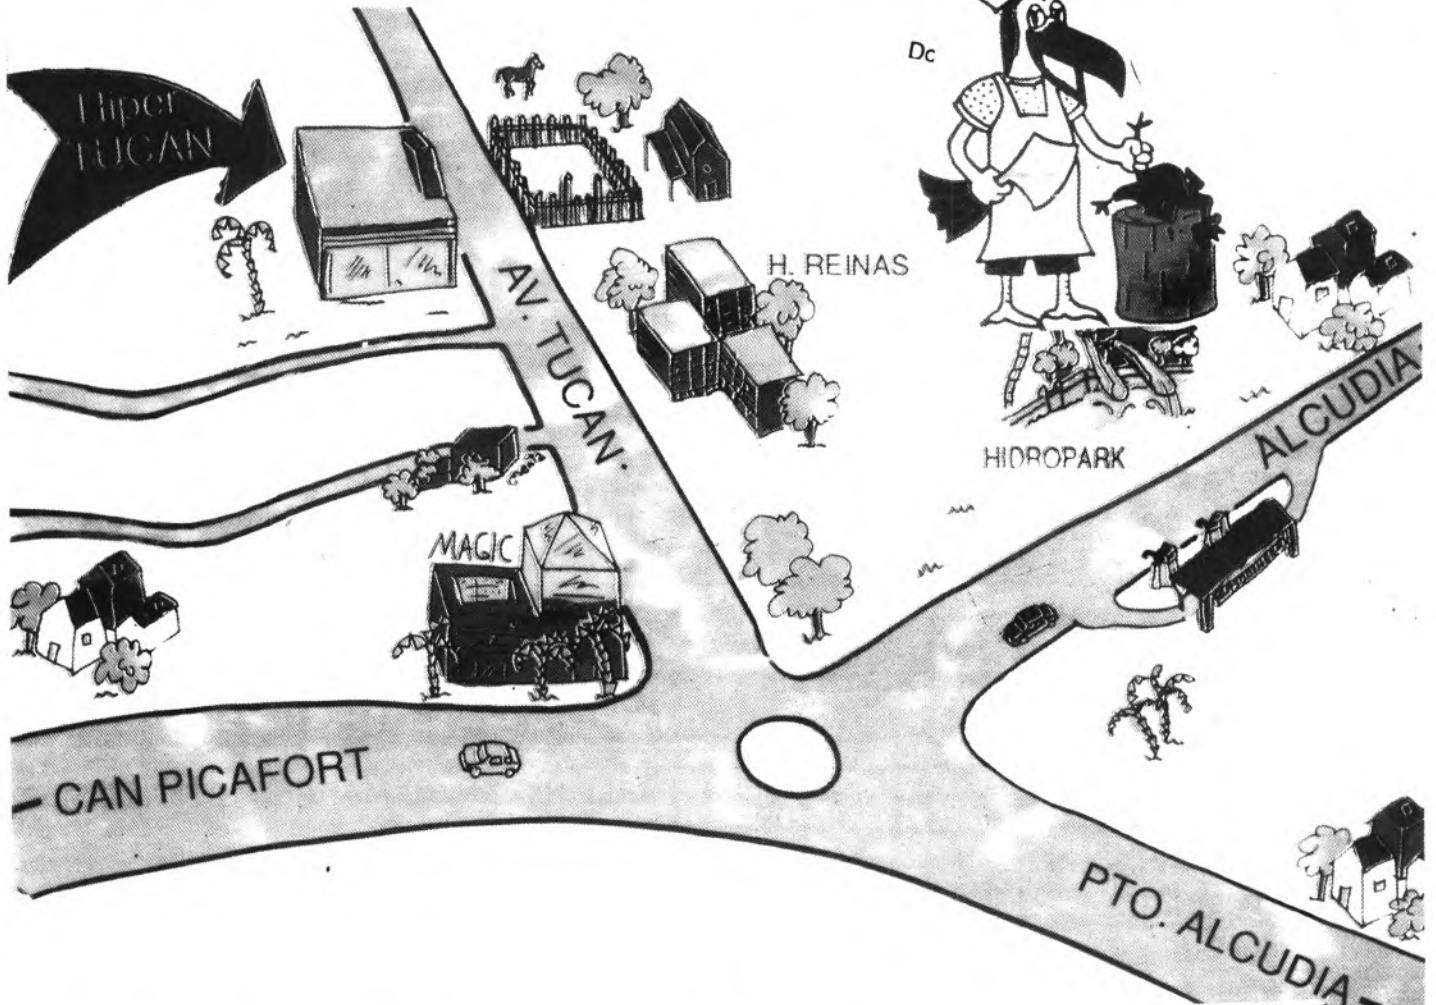 Dc
Hiper
TUCAN
H. REINAS
AV. TUCAN.
ALCUDIA
HIDROPARK
MAGIC
CAN PICAFORT
PTO. ALCUDIA